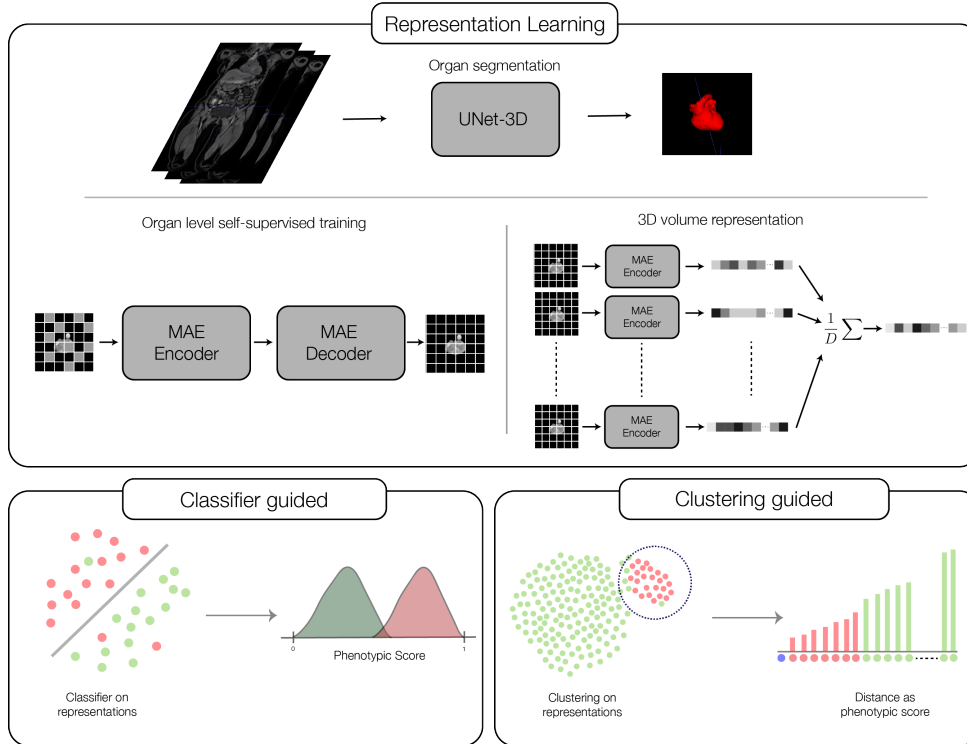 Representation Learning
Organ segmentation
UNet-3D
Organ level self-supervised training
3D volume representation
MAE
Encoder
MAE
Decoder
MAE
Encoder
MAE
Encoder
MAE
Encoder
1
D
∑
Classifier guided
Clustering guided
0
Phenotypic Score
1
Classifier on
representations
Clustering on
representations
Distance as
phenotypic score